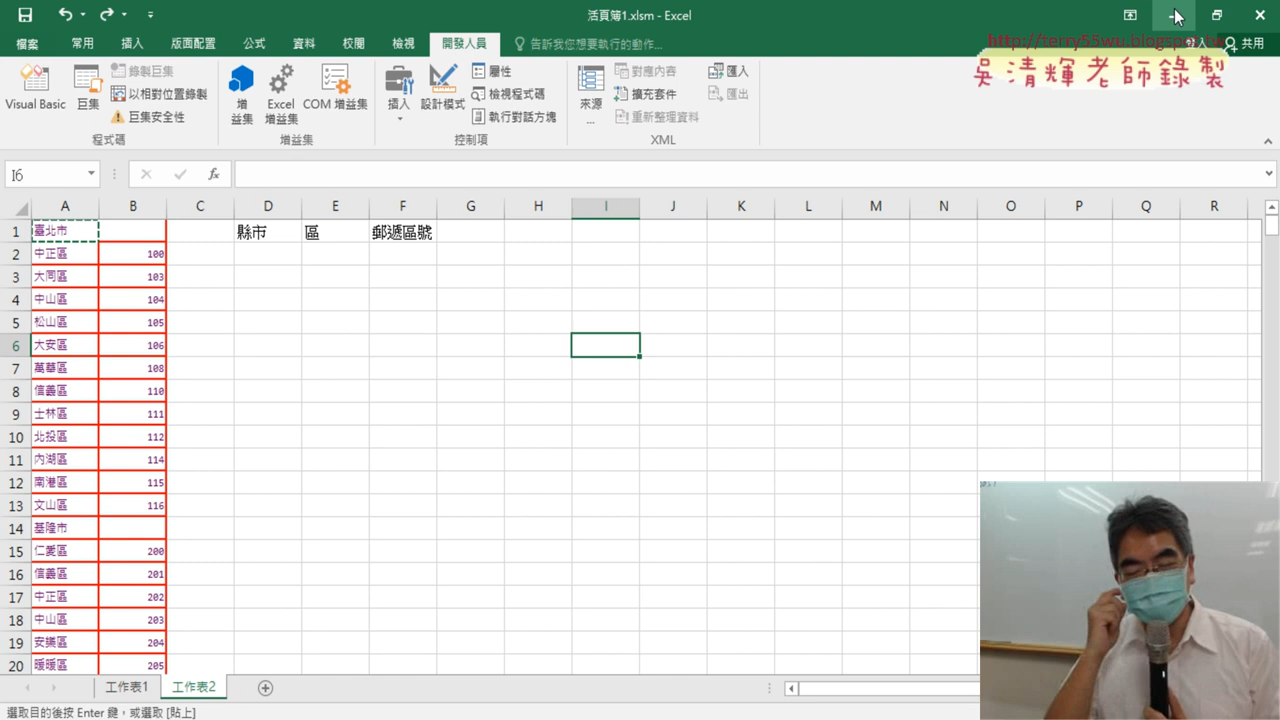 活頁簿1.xlsm - Excel
http://terry55wu.blogspot.tw
吳清輝老師錄製
檔案 常用 插入 版面配置 公式 資料 校閱 檢視 開發人員 告訴我您想要執行的動作... 共用
Visual Basic 巨集 錄製巨集 以相對位置錄製 巨集安全性
程式碼
增益集 Excel 增益集 COM 增益集
增益集
插入 設計模式 屬性 檢視程式碼 執行對話方塊
控制項
來源... 對應內容 擴充套件 重新整理資料 匯入 匯出
XML
I6 fx
A B C D E F G H I J K L M N O P Q R
1 臺北市 縣市 區 郵遞區號
2 中正區 100
3 大同區 103
4 中山區 104
5 松山區 105
6 大安區 106
7 萬華區 108
8 信義區 110
9 士林區 111
10 北投區 112
11 內湖區 114
12 南港區 115
13 文山區 116
14 基隆市
15 仁愛區 200
16 信義區 201
17 中正區 202
18 中山區 203
19 安樂區 204
20 暖暖區 205
工作表1 工作表2
選取目的後按 Enter 鍵，或選取 [貼上]